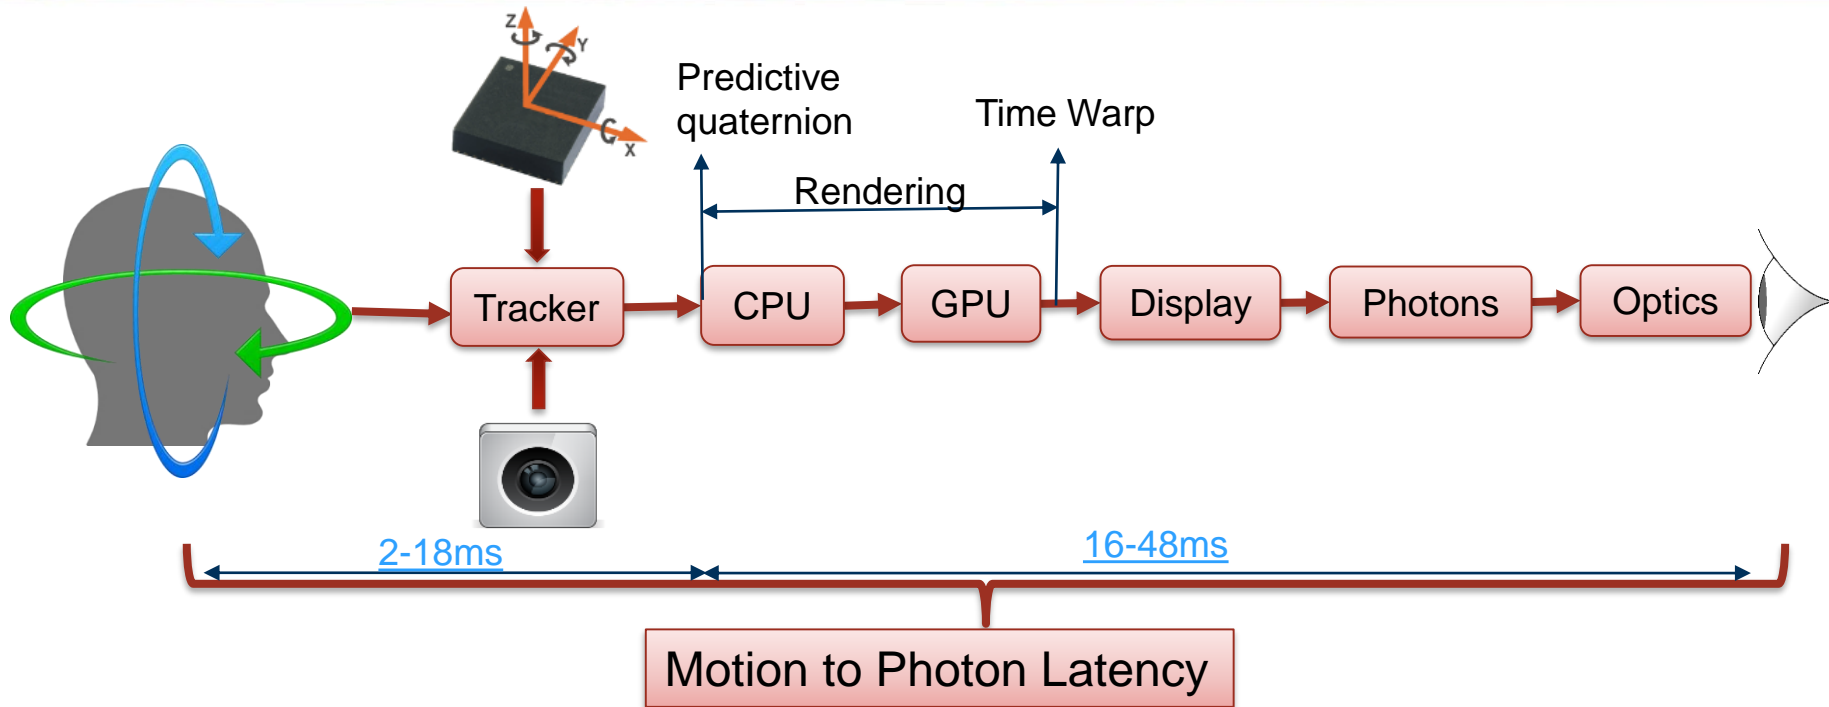 Z
Y
X
Predictive
quaternion
Time Warp
Rendering
Tracker
CPU
GPU
Display
Photons
Optics
2-18ms
16-48ms
Motion to Photon Latency